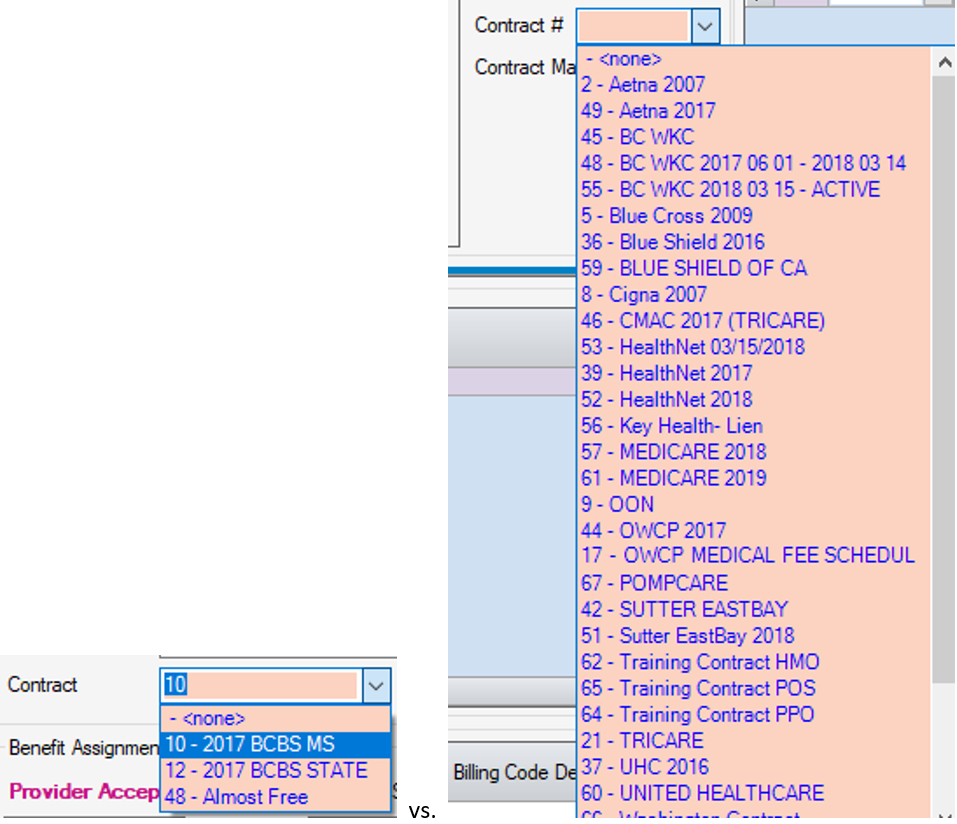 Contract #
Contract Ma
- <none>
2 - Aetna 2007
49 - Aetna 2017
45 - BC WKC
48 - BC WKC 2017 06 01 - 2018 03 14
55 - BC WKC 2018 03 15 - ACTIVE
5 - Blue Cross 2009
36 - Blue Shield 2016
59 - BLUE SHIELD OF CA
8 - Cigna 2007
46 - CMAC 2017 (TRICARE)
53 - HealthNet 03/15/2018
39 - HealthNet 2017
52 - HealthNet 2018
56 - Key Health- Lien
57 - MEDICARE 2018
61 - MEDICARE 2019
9 - OON
44 - OWCP 2017
17 - OWCP MEDICAL FEE SCHEDUL
67 - POMPCARE
42 - SUTTER EASTBAY
51 - Sutter EastBay 2018
62 - Training Contract HMO
65 - Training Contract POS
64 - Training Contract PPO
21 - TRICARE
37 - UHC 2016
60 - UNITED HEALTHCARE
Billing Code De
Contract
10
- <none>
10 - 2017 BCBS MS
12 - 2017 BCBS STATE
48 - Almost Free
Benefit Assignmen
Provider Accep
vs.